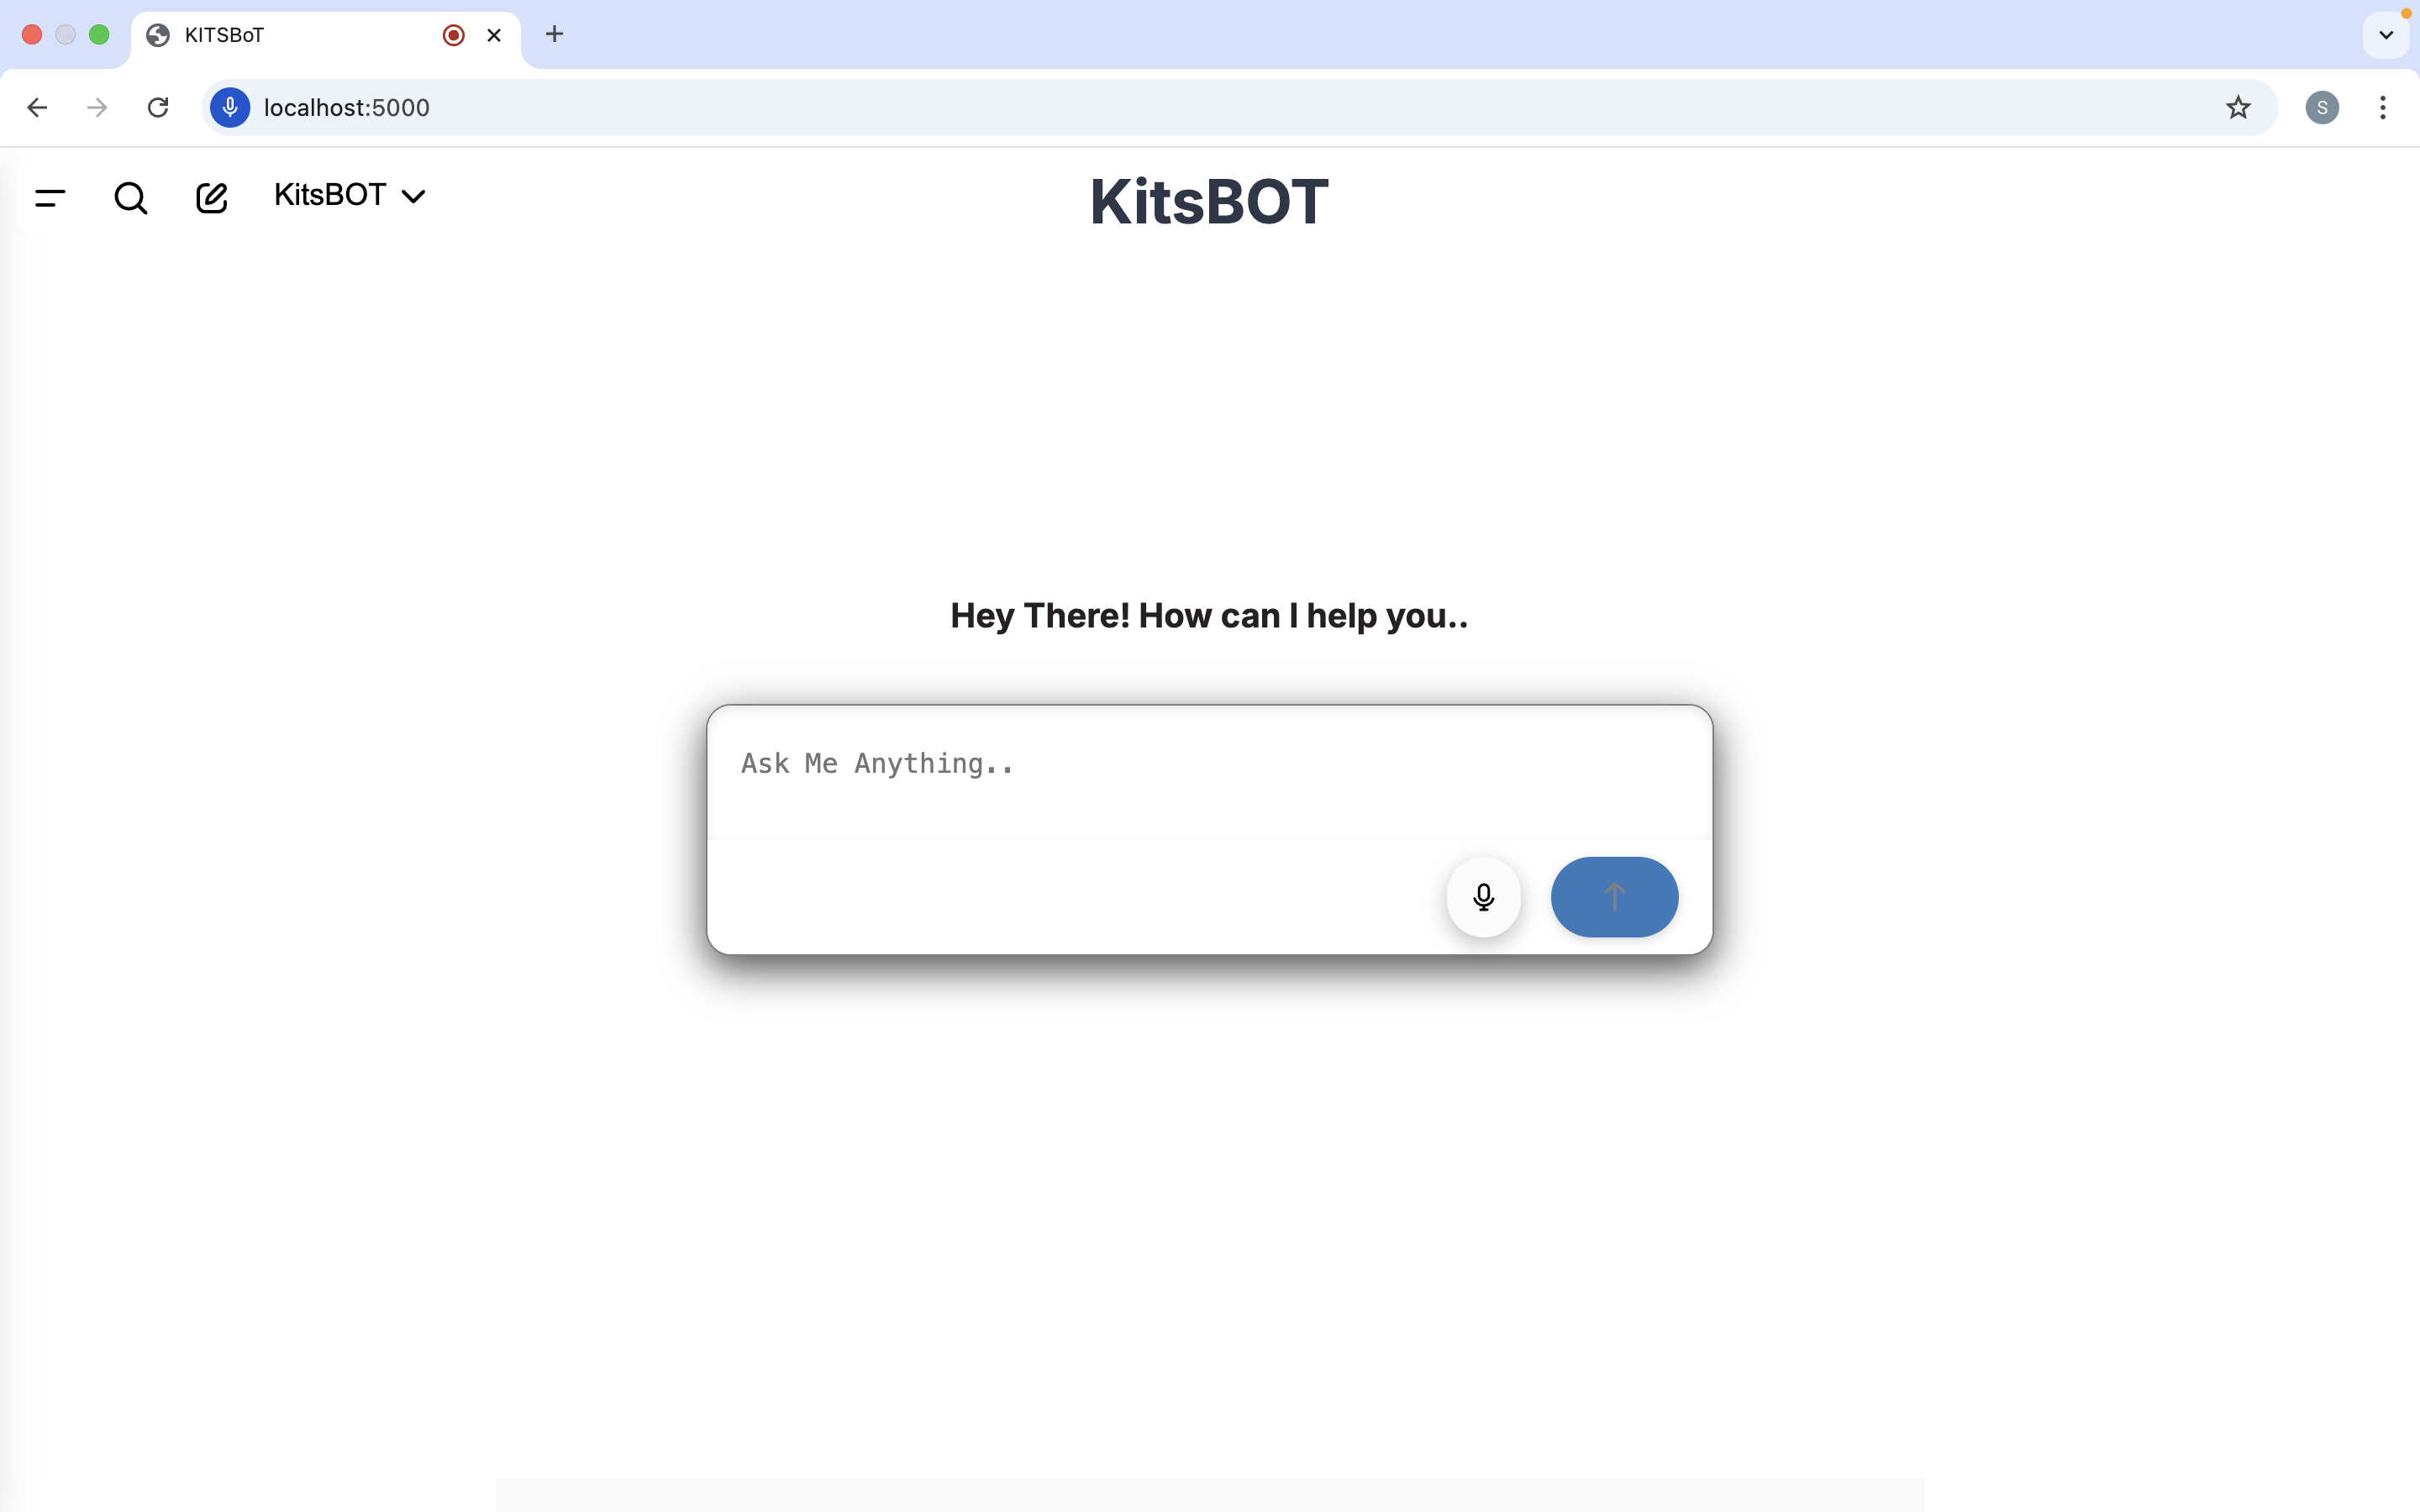 KITSBoT
localhost:5000
S
KitsBOT
KitsBOT
Hey There! How can I help you..
Ask Me Anything..